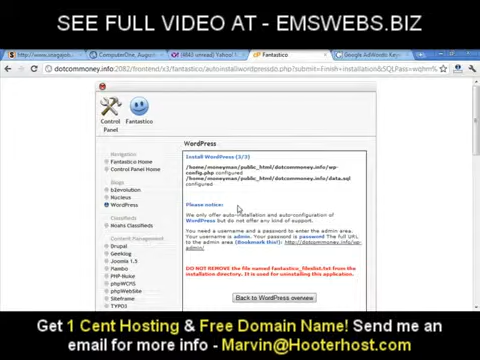 SEE FULL VIDEO AT - EMSWEBS.BIZ
ComputerOne, Augus
Fantastico
Google AdWords: Key
dotcommoney.info:2082/frontend/x3/fantastico/autoinstallwordpressdo.php?submit=Finish+installation&SQLPass=
Control Panel
Fantastico
WordPress
Navigation
Fantastico Home
Control Panel Home
Blogs
b2evolution
Nucleus
WordPress
Classifieds
Noahs Classifieds
Content Management
Drupal
Geeklog
Joomla 1.5
Mambo
PHP-Nuke
phpWCMS
phpWebSite
Siteframe
TYPO3
Install WordPress (3/3)
/home/moneyman/public_html/dotcommoney.info/wp-
config.php configured
/home/moneyman/public_html/dotcommoney.info/data.sql
configured
Please notice:
We only offer auto-installation and auto-configuration of
WordPress but do not offer any kind of support.
You need a username and a password to enter the admin area.
Your username is admin. Your password is password The full URL
to the admin area (Bookmark this!): http://dotcommoney.info/wp-
admin/
DO NOT REMOVE the file named fantastico_fileslist.txt from the
installation directory. It is used for uninstalling this application.
Back to WordPress overview
Get 1 Cent Hosting & Free Domain Name! Send me an
email for more info - Marvin@Hooterhost.com